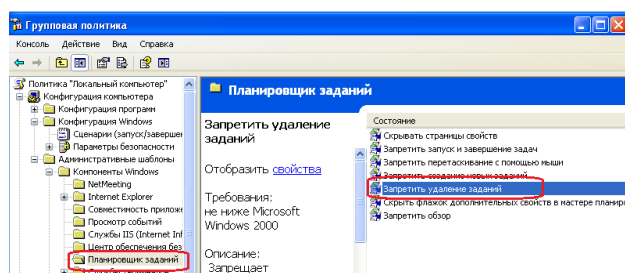 Групповая политика
Консоль Действие Вид Справка
Политика "Локальный компьютер"
Конфигурация компьютера
Конфигурация программ
Конфигурация Windows
Сценарии (запуск/завершен
Параметры безопасности
Административные шаблоны
Компоненты Windows
NetMeeting
Internet Explorer
Совместимость приложе
Просмотр событий
Службы IIS (Internet Inf
Центр обеспечения без
Планировщик заданий
Планировщик заданий
Запретить удаление
заданий
Отобразить свойства
Требования:
не ниже Microsoft
Windows 2000
Описание:
Запрещает
Состояние
Скрывать страницы свойств
Запретить запуск и завершение задач
Запретить перетаскивание с помощью мыши
Запретить создание новых заданий
Запретить удаление заданий
Скрыть флажок дополнительных свойств в мастере планир
Запретить обзор